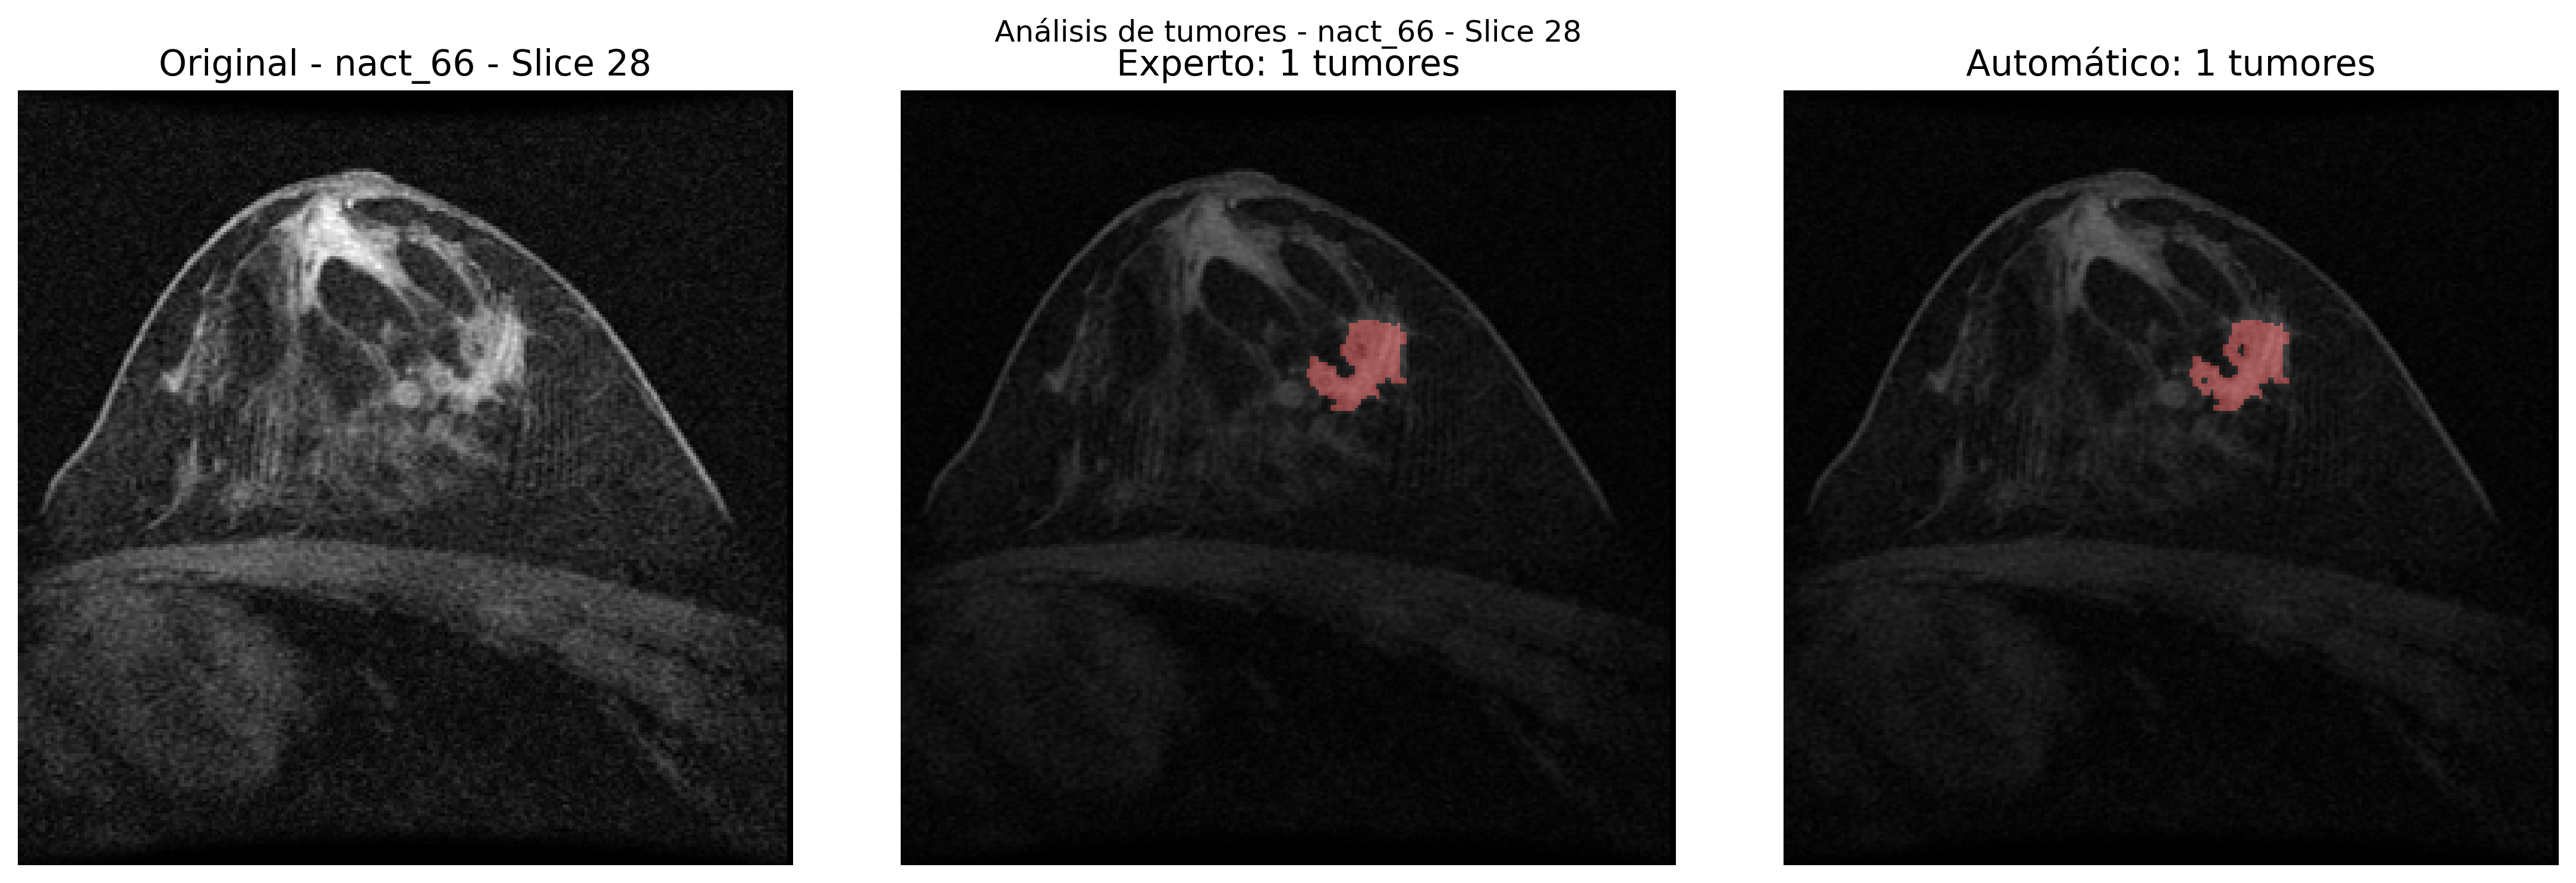 Análisis de tumores - nact_66 - Slice 28
Original - nact_66 - Slice 28
Experto: 1 tumores
Automático: 1 tumores